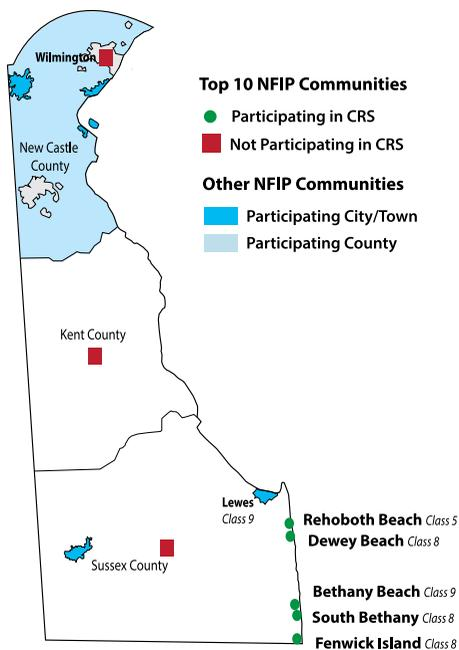 Wilmington
Top 10 NFIP Communities
Participating in CRS
Not Participating in CRS
New Castle
County
Other NFIP Communities
Participating City/Town
Participating County
Kent County
Lewes
Class 9
Rehoboth Beach Class 5
Dewey Beach Class 8
Sussex County
Bethany Beach Class 9
South Bethany Class 8
Fenwick Island Class 8